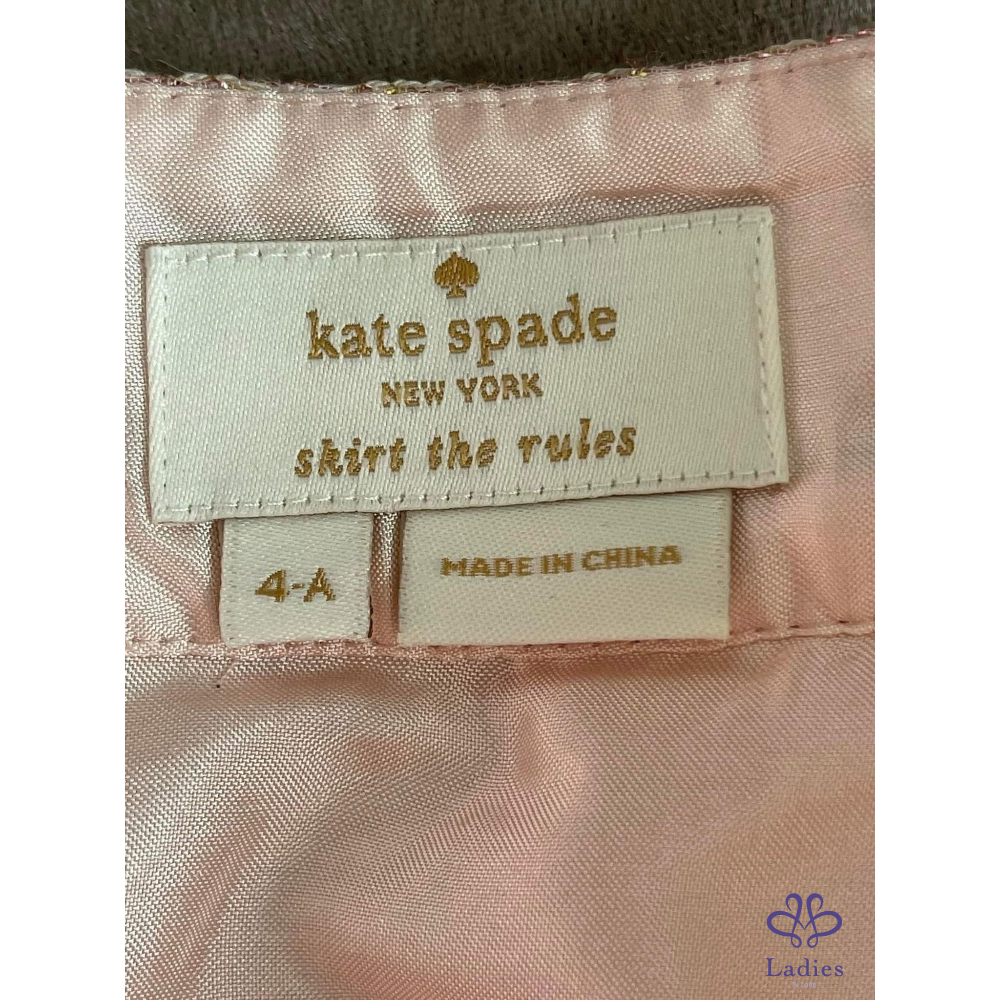 kate spade
NEW YORK
skirt the rules
4-A
MADE IN CHINA
Ladies